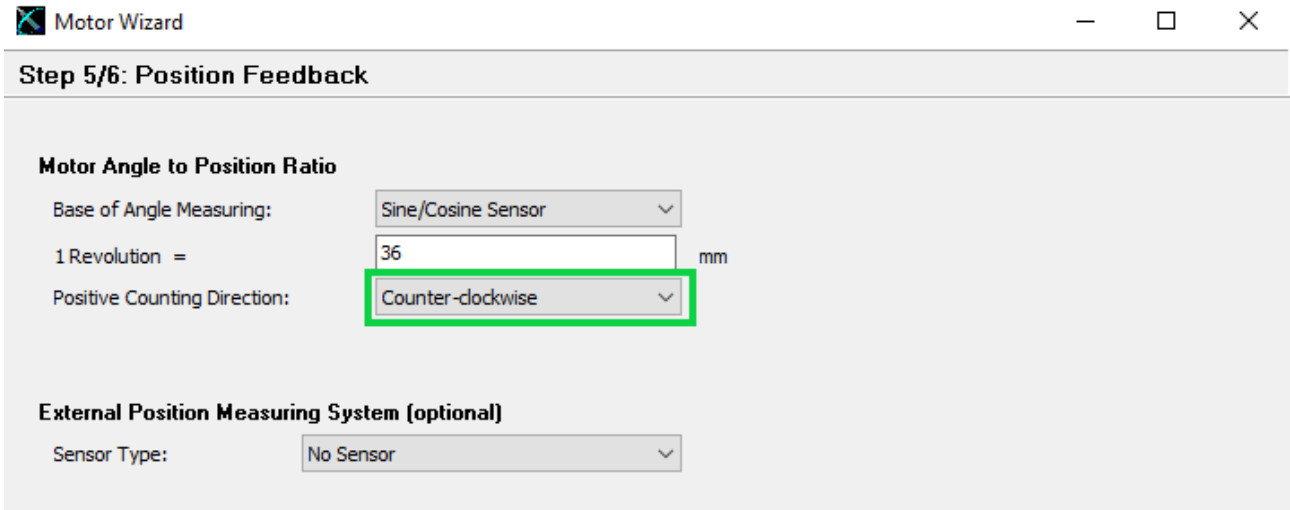 Motor Wizard
Step 5/6: Position Feedback
Motor Angle to Position Ratio
Base of Angle Measuring: Sine/Cosine Sensor
1 Revolution = 36 mm
Positive Counting Direction: Counter-clockwise
External Position Measuring System (optional)
Sensor Type: No Sensor